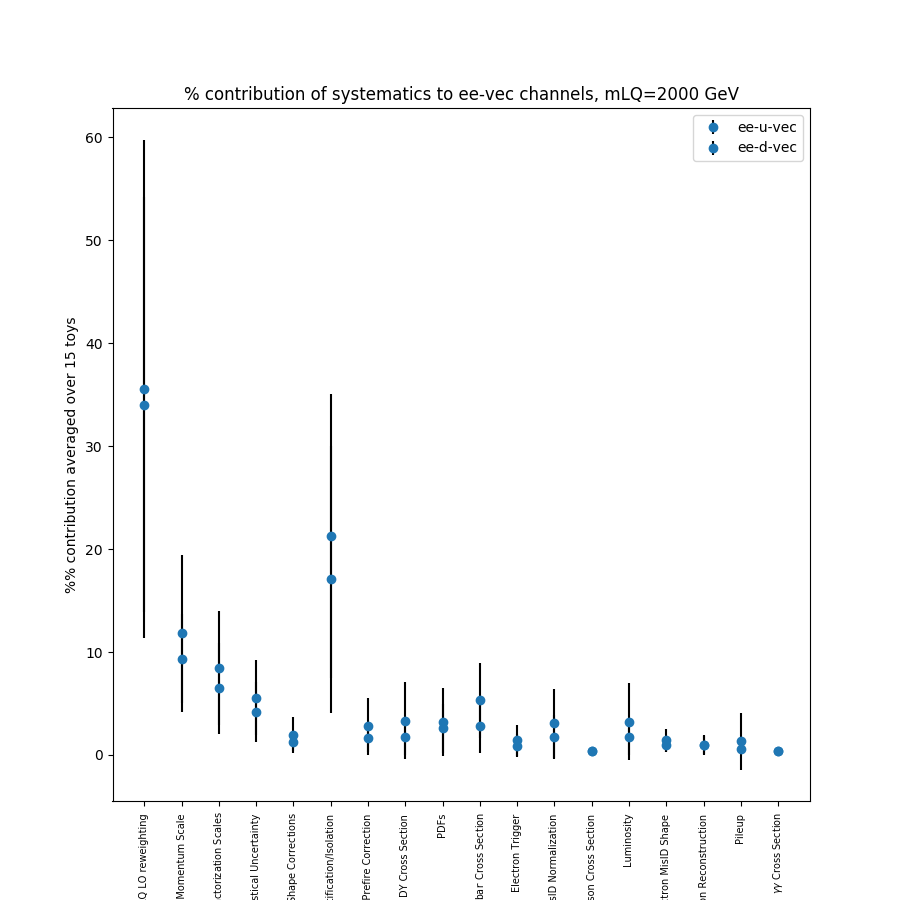 % contribution of systematics to ee-vec channels, mLQ=2000 GeV
ee-u-vec
ee-d-vec
%% contribution averaged over 15 toys
60
50
40
30
20
10
0
Q LO reweighting
Momentum Scale
ctorization Scales
stical Uncertainty
Shape Corrections
ification/Isolation
Prefire Correction
DY Cross Section
PDFs
bar Cross Section
Electron Trigger
sID Normalization
son Cross Section
Luminosity
tron MisID Shape
on Reconstruction
Pileup
γγ Cross Section